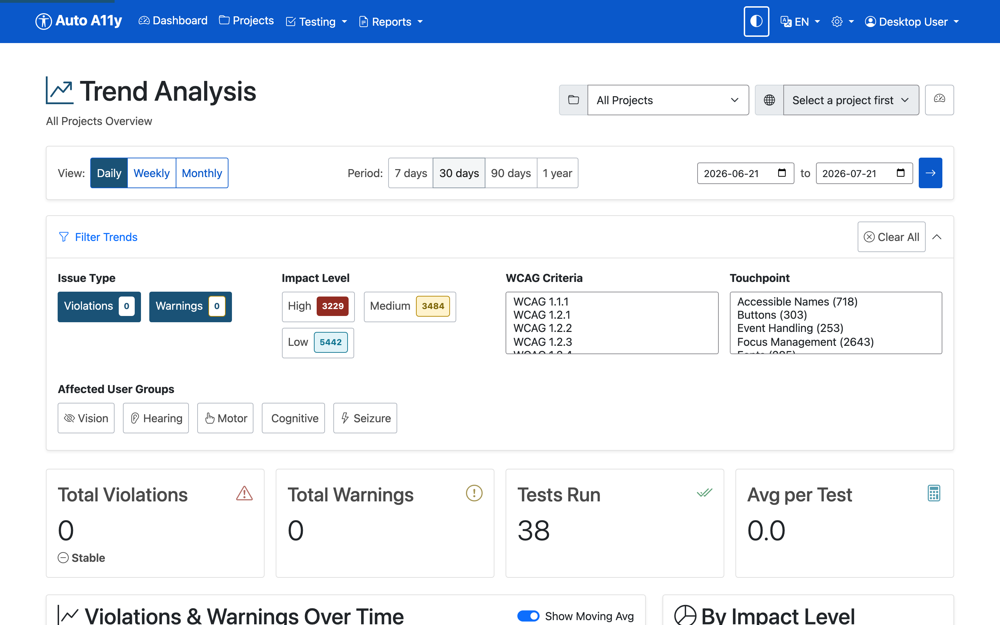 Auto A11y Dashboard Projects Testing Reports EN Desktop User
Trend Analysis
All Projects Overview
All Projects Select a project first
View: Daily Weekly Monthly Period: 7 days 30 days 90 days 1 year 2026-06-21 to 2026-07-21
Filter Trends Clear All
Issue Type Impact Level WCAG Criteria Touchpoint
Violations 0 Warnings 0
High 3229 Medium 3484
Low 5442
WCAG 1.1.1
WCAG 1.2.1
WCAG 1.2.2
WCAG 1.2.3
WCAG 1.2.4
Accessible Names (718)
Buttons (303)
Event Handling (253)
Focus Management (2643)
Affected User Groups
Vision Hearing Motor Cognitive Seizure
Total Violations
0
Stable
Total Warnings
0
Tests Run
38
Avg per Test
0.0
Violations & Warnings Over Time Show Moving Avg
By Impact Level